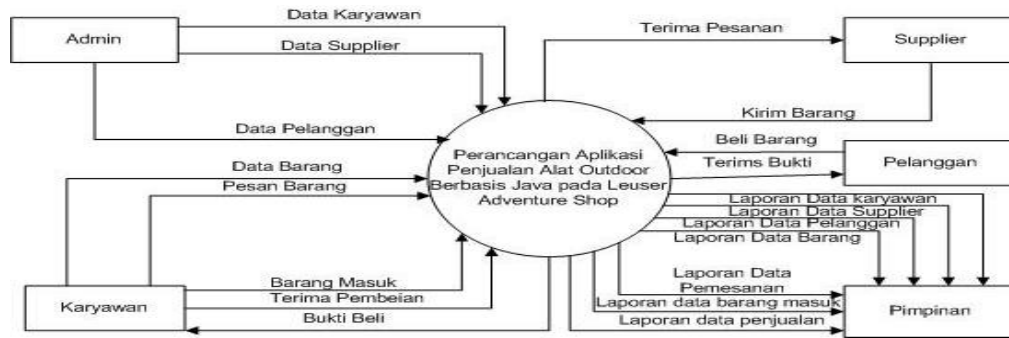 Data Karyawan
Admin
Data Supplier
Data Pelanggan
Terima Pesanan
Supplier
Kirim Barang
Beli Barang
Terims Bukti
Pelanggan
Data Barang
Pesan Barang
Perancangan Aplikasi
Penjualan Alat Outdoor
Berbasis Java pada Leuser
Adventure Shop
Laporan Data karyawan
Laporan Data Supplier
Laporan Data Pelanggan
Laporan Data Barang
Barang Masuk
Terima Pembeian
Bukti Beli
Karyawan
Laporan Data
Pemesanan
Laporan data barang masuk
Laporan data penjualan
Pimpinan